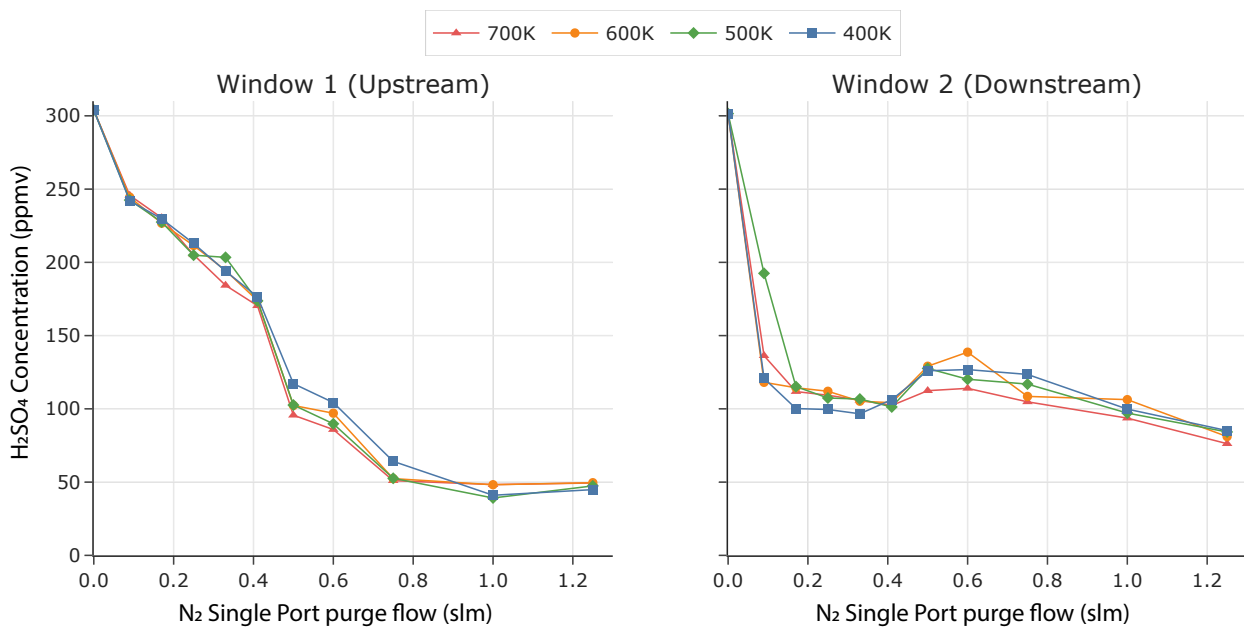 700K 600K 500K 400K
Window 1 (Upstream) Window 2 (Downstream)
H₂SO₄ Concentration (ppmv)
300
250
200
150
100
50
0
0.0 0.2 0.4 0.6 0.8 1.0 1.2 0.0 0.2 0.4 0.6 0.8 1.0 1.2
N₂ Single Port purge flow (slm) N₂ Single Port purge flow (slm)